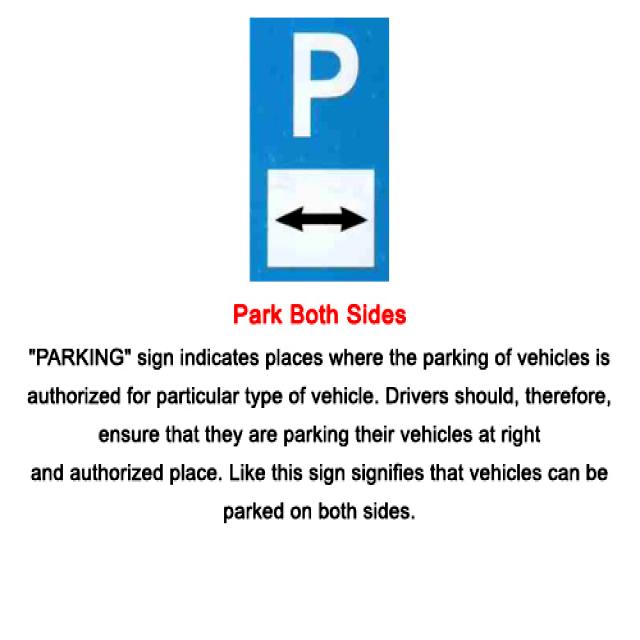 P
Park Both Sides
"PARKING" sign indicates places where the parking of vehicles is
authorized for particular type of vehicle. Drivers should, therefore,
ensure that they are parking their vehicles at right
and authorized place. Like this sign signifies that vehicles can be
parked on both sides.